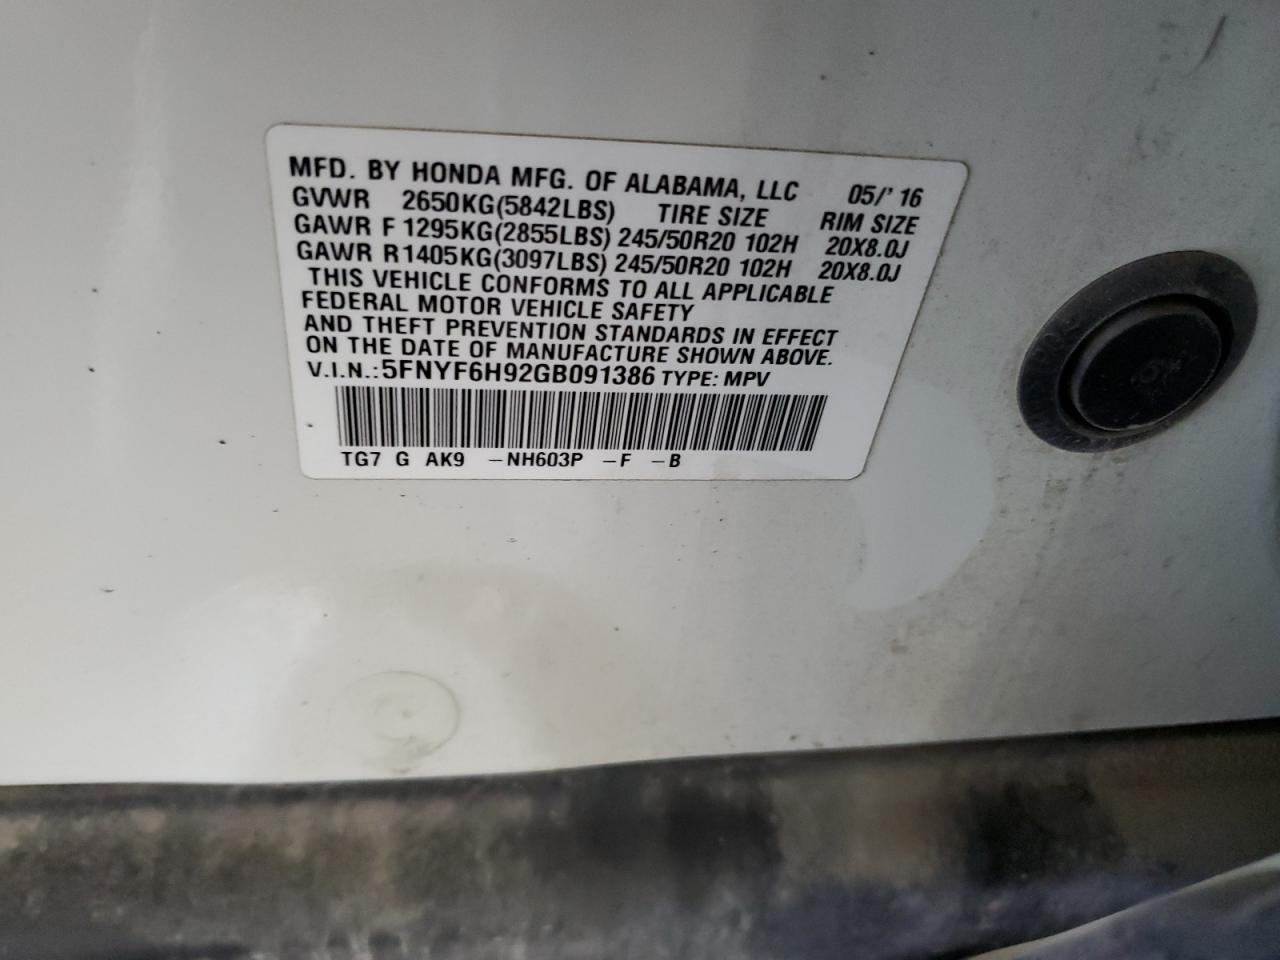 MFD. BY HONDA MFG. OF ALABAMA, LLC 05/'16
GVWR 2650KG(5842LBS) TIRE SIZE RIM SIZE
GAWR F 1295KG(2855LBS) 245/50R20 102H 20X8.0J
GAWR R1405KG(3097LBS) 245/50R20 102H 20X8.0J
THIS VEHICLE CONFORMS TO ALL APPLICABLE
FEDERAL MOTOR VEHICLE SAFETY
AND THEFT PREVENTION STANDARDS IN EFFECT
ON THE DATE OF MANUFACTURE SHOWN ABOVE.
V.I.N.:5FNYF6H92GB091386 TYPE: MPV
TG7 G AK9 -NH603P -F -B